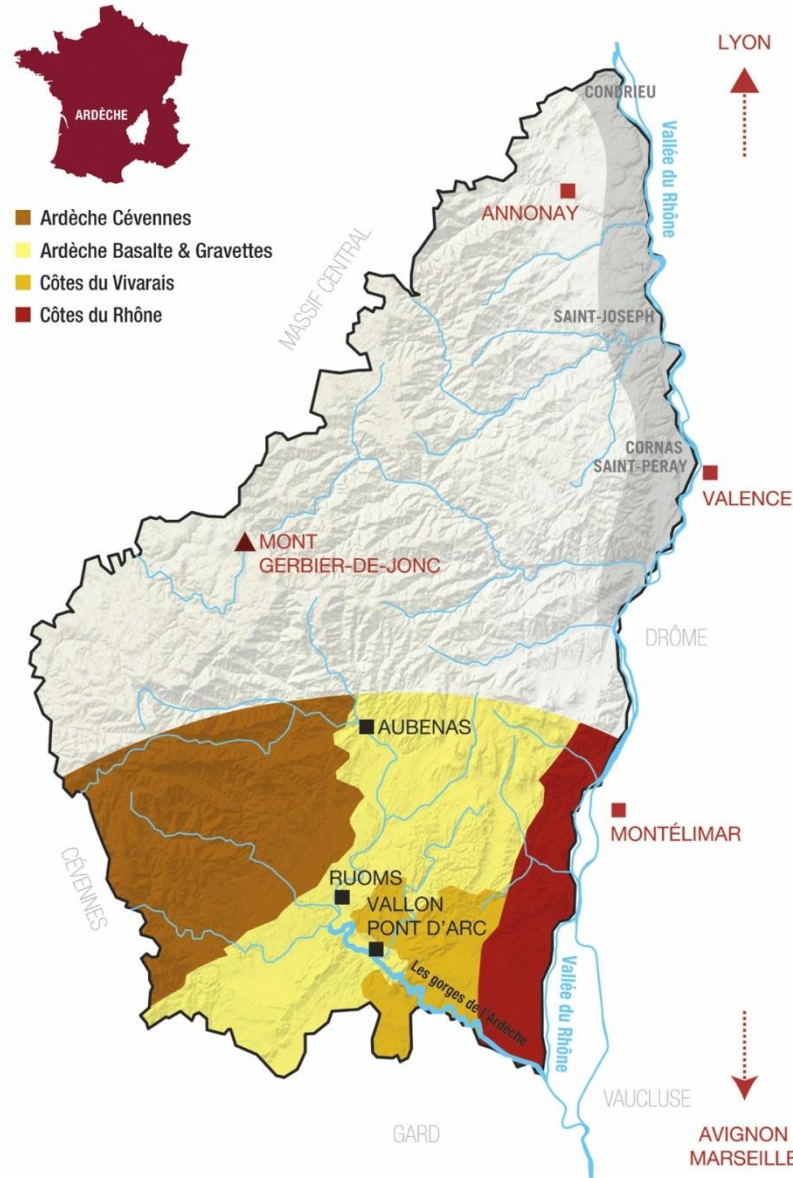 ARDÈCHE
LYON
Ardèche Cévennes
Ardèche Basalte & Gravettes
Côtes du Vivarais
Côtes du Rhône
CONDRIEU
Vallée du Rhône
ANNONAY
MASSIF CENTRAL
SAINT-JOSEPH
CORNAS
SAINT-PÉRAY
VALENCE
MONT
GERBIER-DE-JONC
DRÔME
AUBENAS
MONTÉLIMAR
CÉVENNES
RUOMS
VALLON
PONT D'ARC
Les gorges de l'Ardèche
Vallée du Rhône
VAUCLUSE
GARD
AVIGNON
MARSEILLE